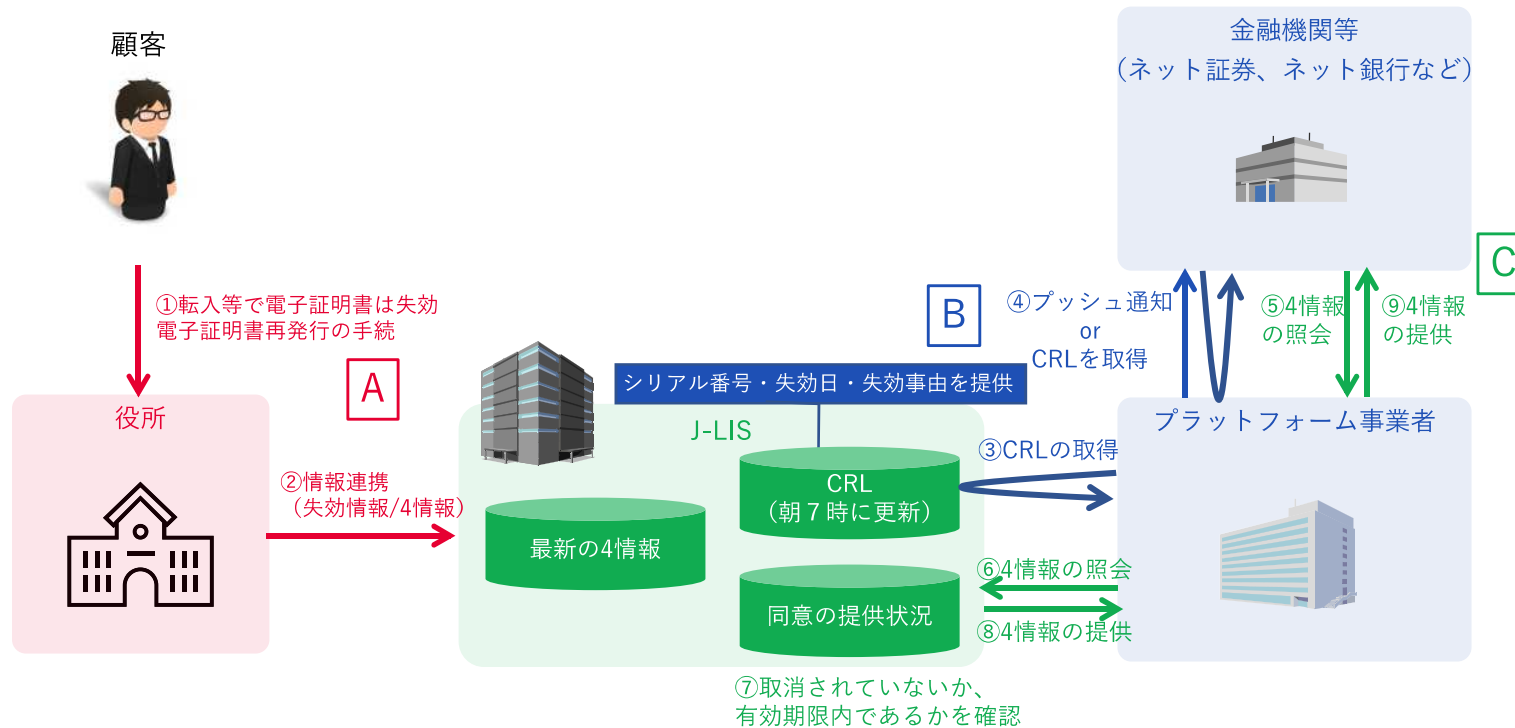 顧客
①転入等で電子証明書は失効
電子証明書再発行の手続
A
役所
②情報連携
（失効情報/4情報）
J-LIS
シリアル番号・失効日・失効事由を提供
最新の4情報
CRL
（朝７時に更新）
同意の提供状況
⑦取消されていないか、
有効期限内であるかを確認
B
③CRLの取得
④プッシュ通知
or
CRLを取得
金融機関等
（ネット証券、ネット銀行など）
C
⑤4情報
の照会
⑨4情報
の提供
プラットフォーム事業者
⑥4情報の照会
⑧4情報の提供